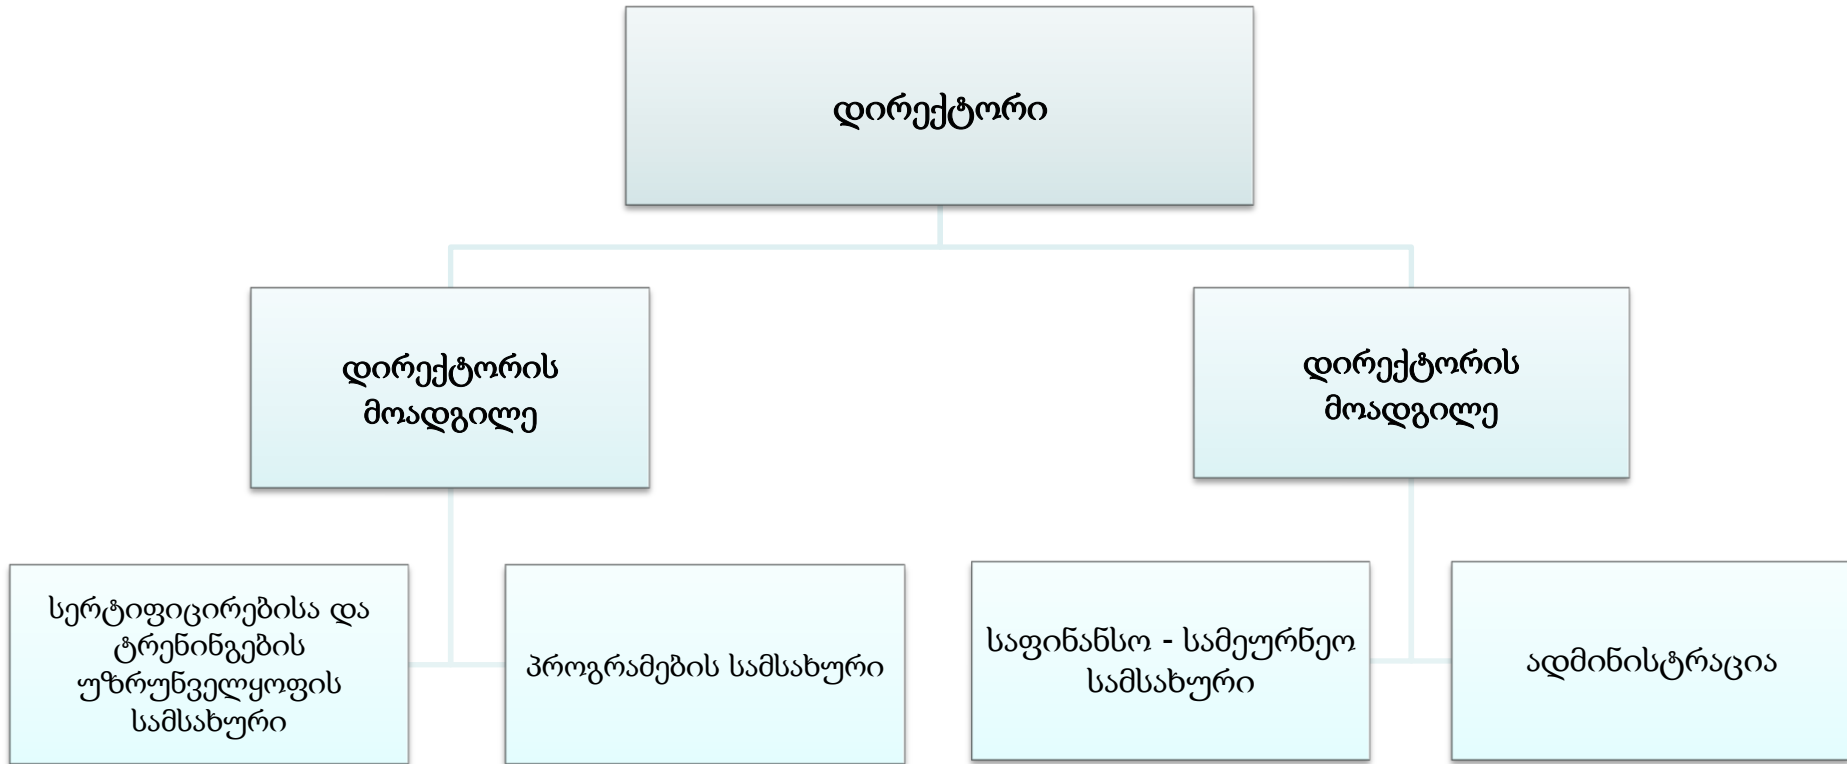 დირექტორი
დირექტორის
მოადგილე
დირექტორის
მოადგილე
სერტიფიცირებისა და
ტრენინგების
უზრუნველყოფის
სამსახური
პროგრამების სამსახური
საფინანსო - სამეურნეო
სამსახური
ადმინისტრაცია